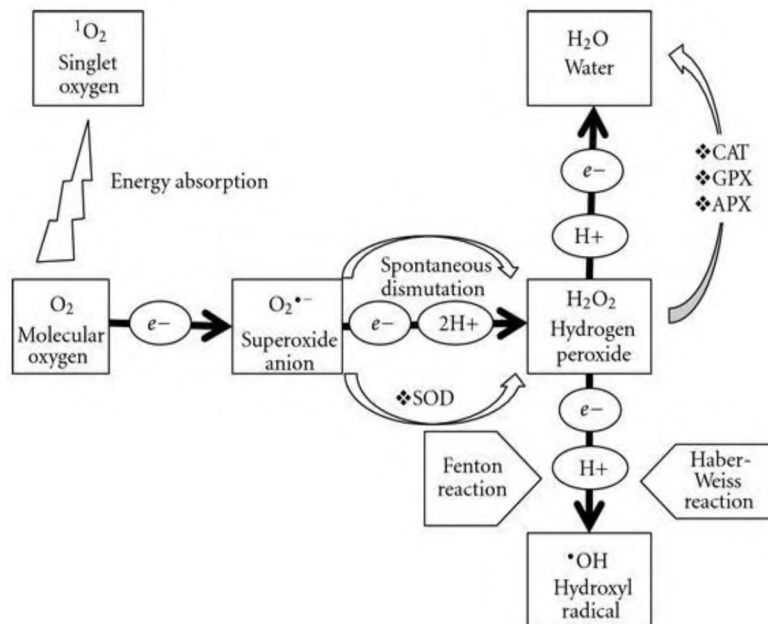 ¹O₂
Singlet
oxygen
H₂O
Water
Energy absorption
e−
❖CAT
❖GPX
❖APX
H+
O₂
Molecular
oxygen
e−
O₂•−
Superoxide
anion
Spontaneous
dismutation
e−
2H+
H₂O₂
Hydrogen
peroxide
❖SOD
e−
Fenton
reaction
H+
Haber-
Weiss
reaction
•OH
Hydroxyl
radical